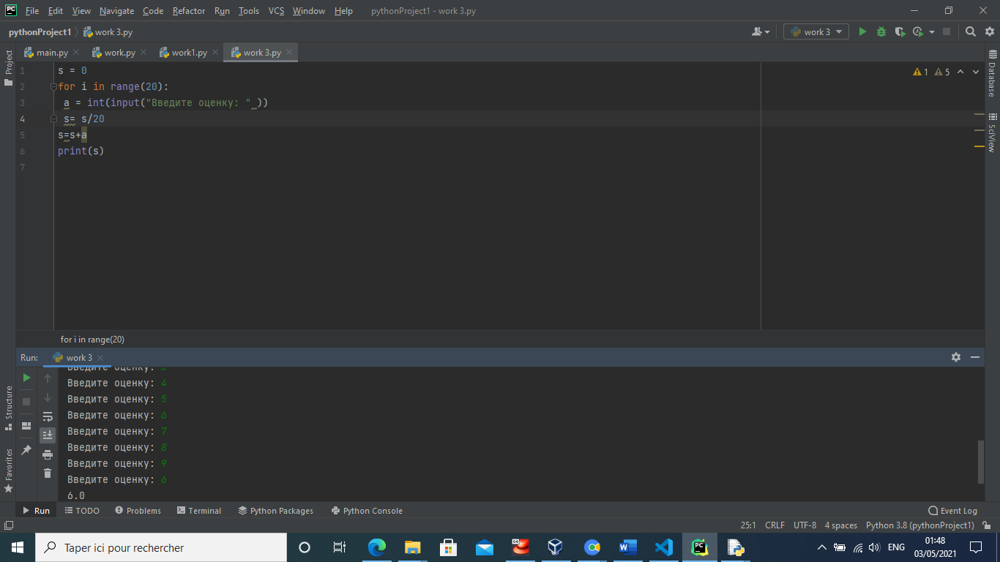 PC File Edit View Navigate Code Refactor Run Tools VCS Window Help pythonProject1 - work 3.py
pythonProject1 work 3.py work 3
main.py work.py work1.py work 3.py
Project
Structure
Favorites
Database
SciView
1 s = 0
2 for i in range(20):
3 a = int(input("Введите оценку: " ))
4 s= s/20
5 s=s+a
6 print(s)
7
1 5
for i in range(20)
Run: work 3
Введите оценку: 3
Введите оценку: 4
Введите оценку: 5
Введите оценку: 6
Введите оценку: 7
Введите оценку: 8
Введите оценку: 9
Введите оценку: 6
6.0
Run TODO Problems Terminal Python Packages Python Console Event Log
25:1 CRLF UTF-8 4 spaces Python 3.8 (pythonProject1)
Taper ici pour rechercher 64 PC ENG 01:48
03/05/2021